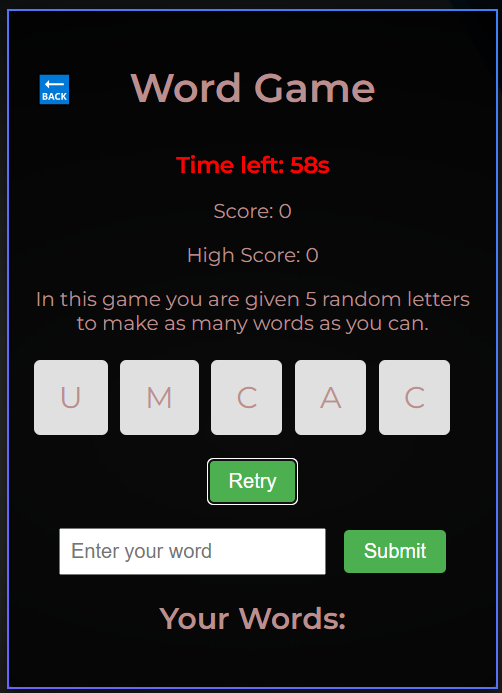 BACK
Word Game
Time left: 58s
Score: 0
High Score: 0
In this game you are given 5 random letters
to make as many words as you can.
U M C A C
Retry
Enter your word Submit
Your Words: